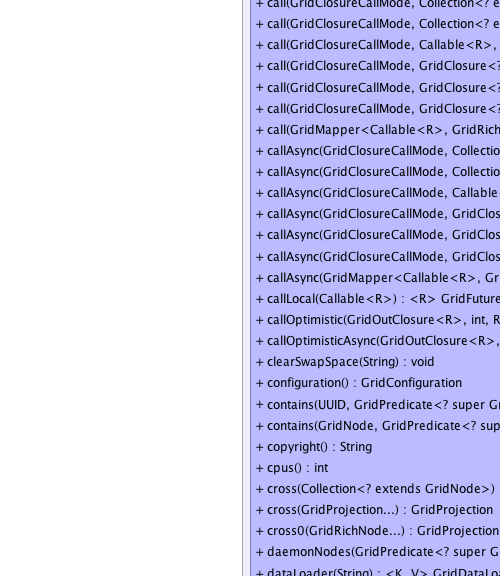 + call(GridClosureCallMode, Collection<? e
+ call(GridClosureCallMode, Collection<? e
+ call(GridClosureCallMode, Callable<R>,
+ call(GridClosureCallMode, GridClosure<?
+ call(GridClosureCallMode, GridClosure<?
+ call(GridClosureCallMode, GridClosure<?
+ call(GridMapper<Callable<R>, GridRich
+ callAsync(GridClosureCallMode, Collectio
+ callAsync(GridClosureCallMode, Collectio
+ callAsync(GridClosureCallMode, Callable
+ callAsync(GridClosureCallMode, GridClos
+ callAsync(GridClosureCallMode, GridClos
+ callAsync(GridClosureCallMode, GridClos
+ callAsync(GridMapper<Callable<R>, Gr
+ callLocal(Callable<R>) : <R> GridFuture
+ callOptimistic(GridOutClosure<R>, int, R
+ callOptimisticAsync(GridOutClosure<R>,
+ clearSwapSpace(String) : void
+ configuration() : GridConfiguration
+ contains(UUID, GridPredicate<? super Gr
+ contains(GridNode, GridPredicate<? sup
+ copyright() : String
+ cpus() : int
+ cross(Collection<? extends GridNode>)
+ cross(GridProjection...) : GridProjection
+ cross0(GridRichNode...) : GridProjection
+ daemonNodes(GridPredicate<? super G
+ dataLoader(String) : <K, V> GridDataLoa